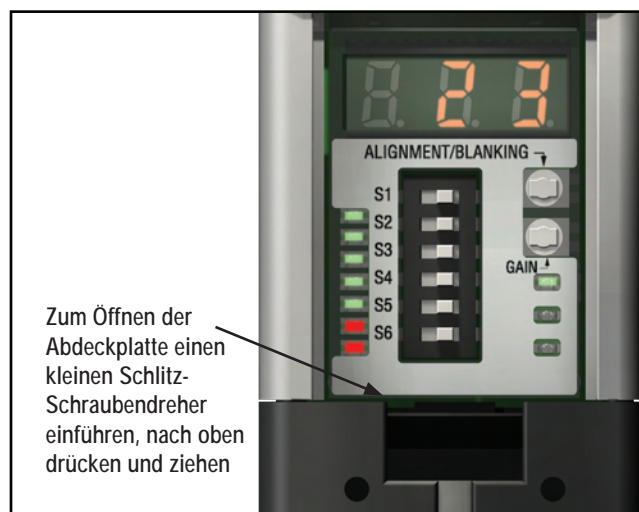 23
ALIGNMENT/BLANKING
S1
S2
S3
S4
S5
S6
GAIN
Zum Öffnen der
Abdeckplatte einen
kleinen Schlitz-
Schraubendreher
einführen, nach oben
drücken und ziehen